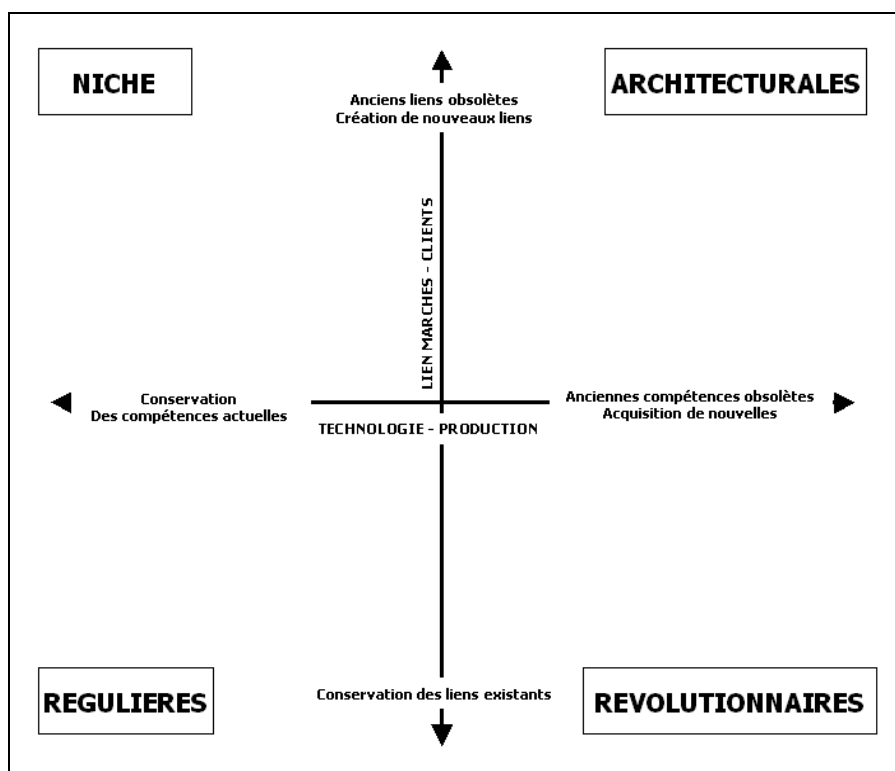 NICHE
ARCHITECTURALES
Anciens liens obsolètes
Création de nouveaux liens
LIEN MARCHES - CLIENTS
Conservation
Des compétences actuelles
Anciennes compétences obsolètes
Acquisition de nouvelles
TECHNOLOGIE - PRODUCTION
REGULIERES
Conservation des liens existants
REVOLUTIONNAIRES